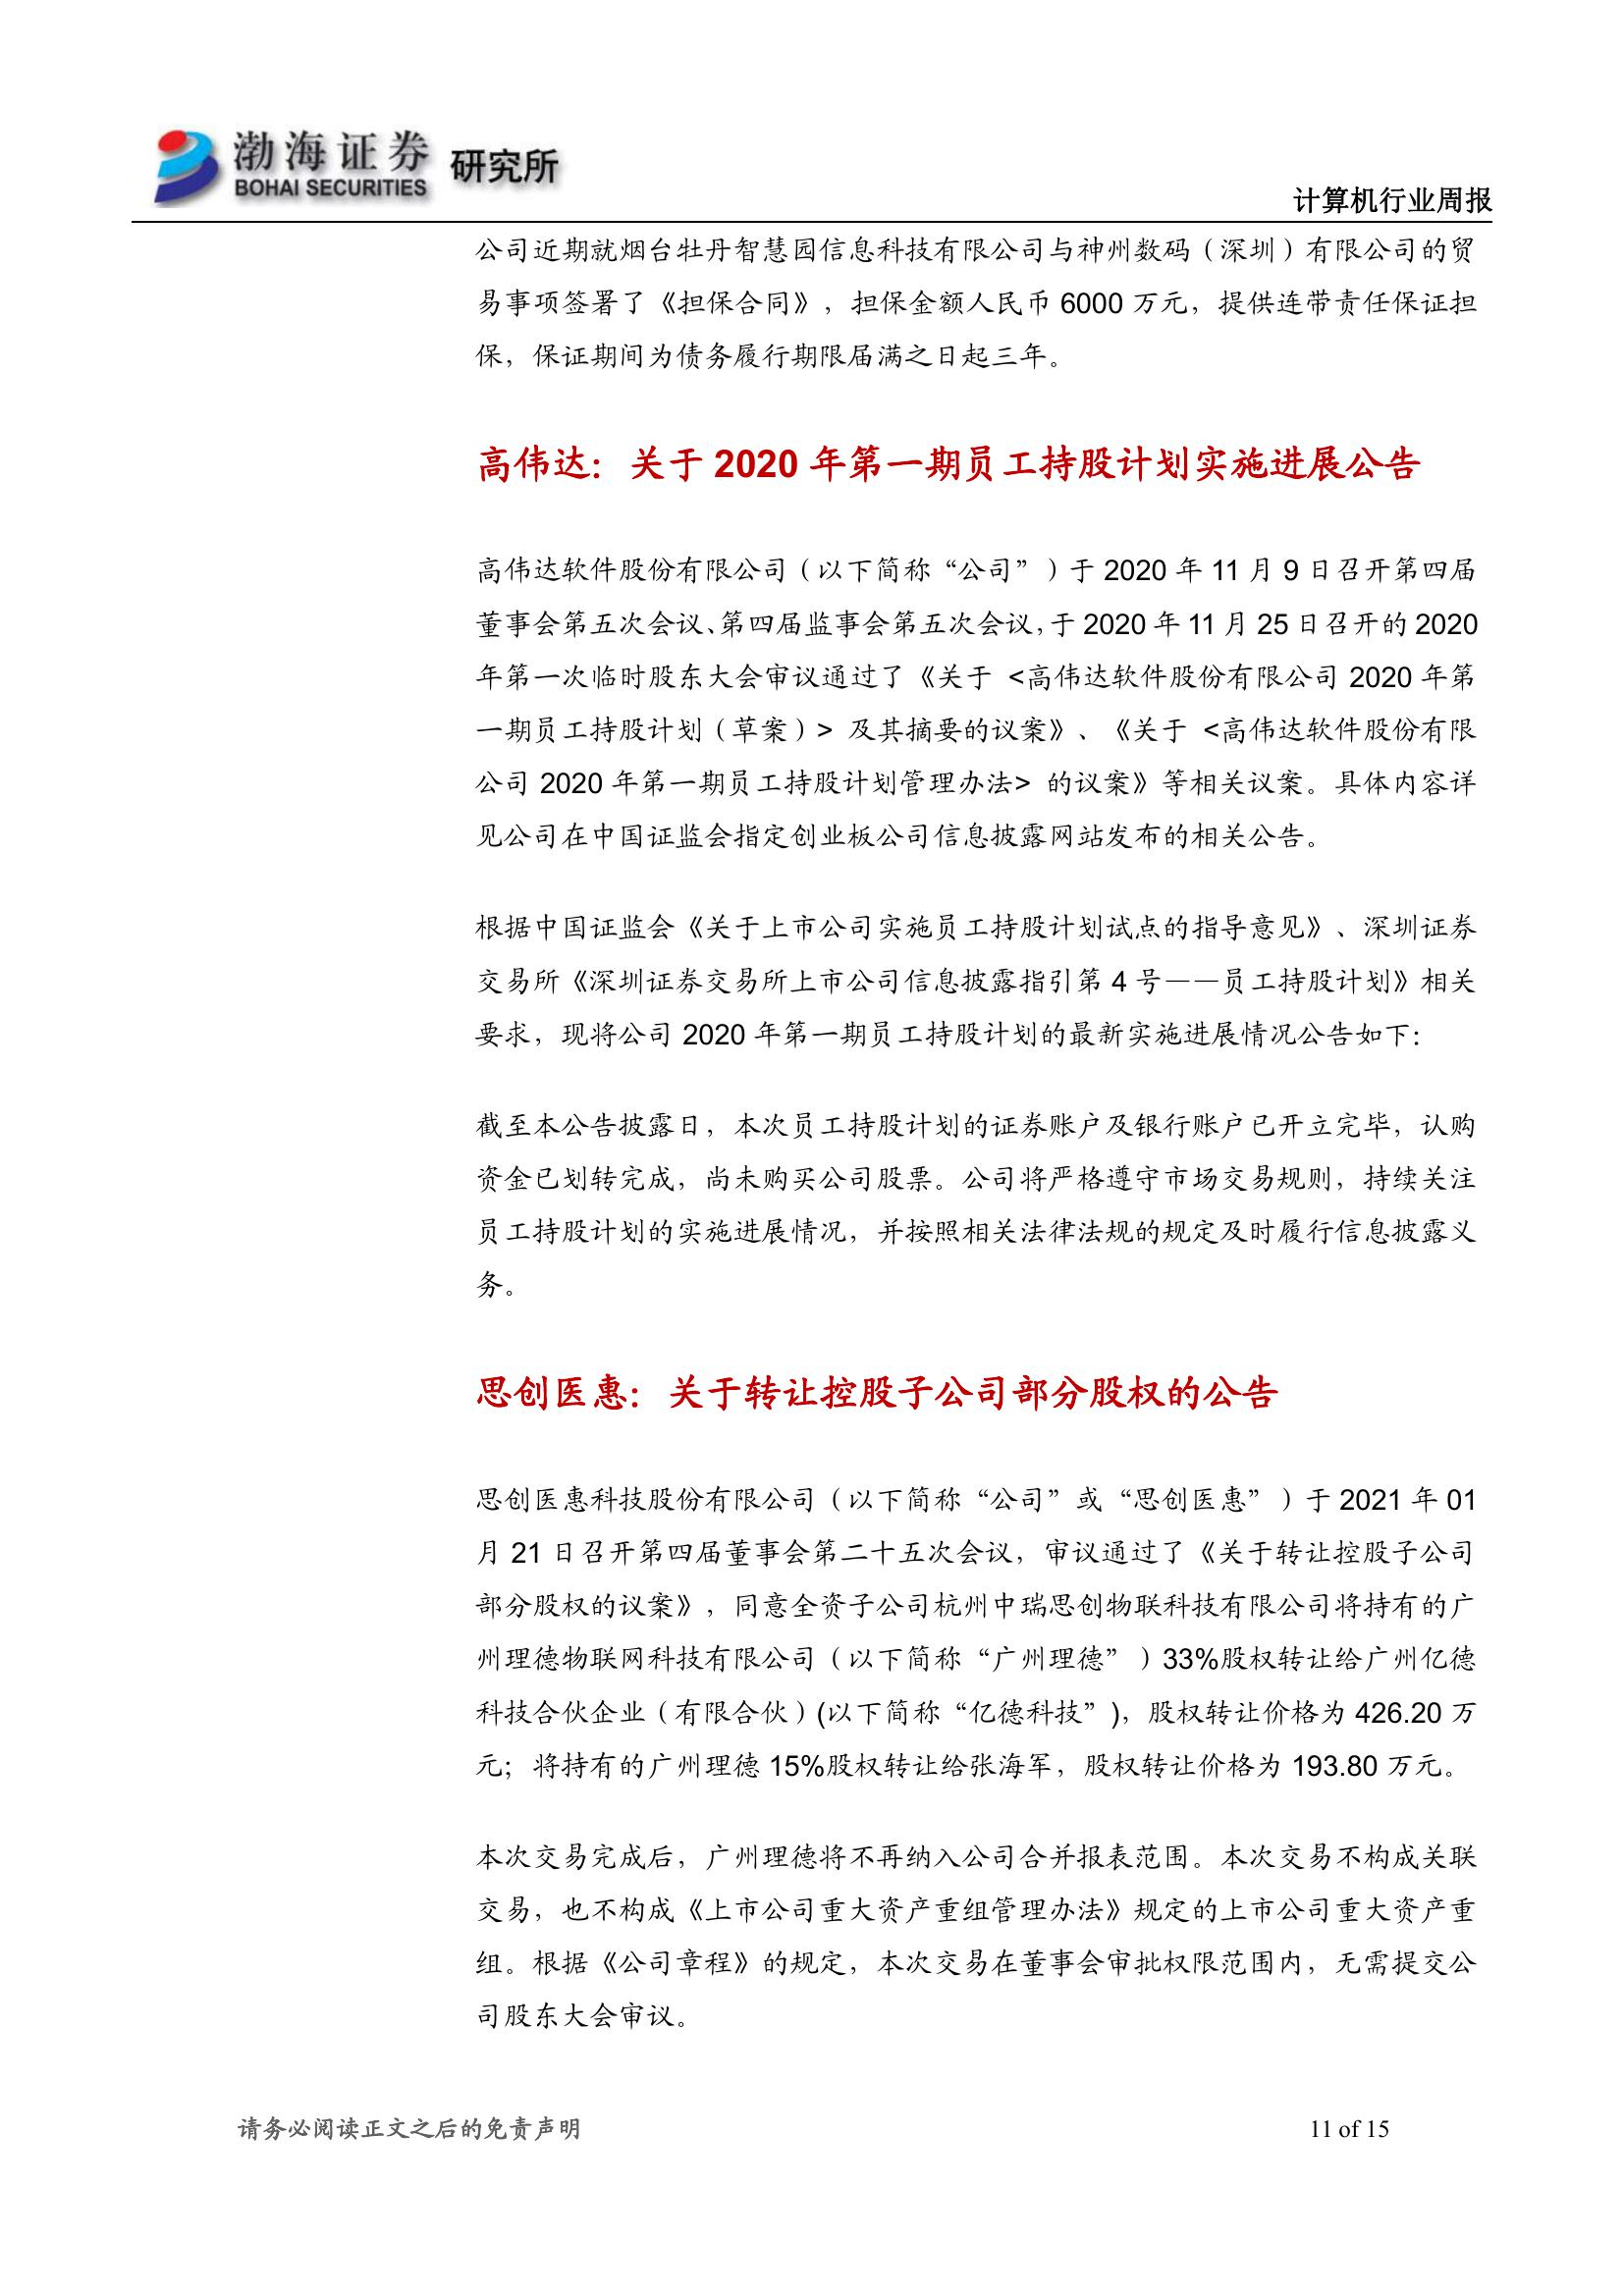 渤海证券 研究所
BOHAI SECURITIES
计算机行业周报
公司近期就烟台牡丹智慧园信息科技有限公司与神州数码（深圳）有限公司的贸
易事项签署了《担保合同》，担保金额人民币 6000 万元，提供连带责任保证担
保，保证期间为债务履行期限届满之日起三年。
高伟达：关于 2020 年第一期员工持股计划实施进展公告
高伟达软件股份有限公司（以下简称“公司”）于 2020 年 11 月 9 日召开第四届
董事会第五次会议、第四届监事会第五次会议，于 2020 年 11 月 25 日召开的 2020
年第一次临时股东大会审议通过了《关于 <高伟达软件股份有限公司 2020 年第
一期员工持股计划（草案）> 及其摘要的议案》、《关于 <高伟达软件股份有限
公司 2020 年第一期员工持股计划管理办法> 的议案》等相关议案。具体内容详
见公司在中国证监会指定创业板公司信息披露网站发布的相关公告。
根据中国证监会《关于上市公司实施员工持股计划试点的指导意见》、深圳证券
交易所《深圳证券交易所上市公司信息披露指引第 4 号——员工持股计划》相关
要求，现将公司 2020 年第一期员工持股计划的最新实施进展情况公告如下：
截至本公告披露日，本次员工持股计划的证券账户及银行账户已开立完毕，认购
资金已划转完成，尚未购买公司股票。公司将严格遵守市场交易规则，持续关注
员工持股计划的实施进展情况，并按照相关法律法规的规定及时履行信息披露义
务。
思创医惠：关于转让控股子公司部分股权的公告
思创医惠科技股份有限公司（以下简称“公司”或“思创医惠”）于 2021 年 01
月 21 日召开第四届董事会第二十五次会议，审议通过了《关于转让控股子公司
部分股权的议案》，同意全资子公司杭州中瑞思创物联科技有限公司将持有的广
州理德物联网科技有限公司（以下简称“广州理德”）33%股权转让给广州亿德
科技合伙企业（有限合伙）(以下简称“亿德科技”)，股权转让价格为 426.20 万
元；将持有的广州理德 15%股权转让给张海军，股权转让价格为 193.80 万元。
本次交易完成后，广州理德将不再纳入公司合并报表范围。本次交易不构成关联
交易，也不构成《上市公司重大资产重组管理办法》规定的上市公司重大资产重
组。根据《公司章程》的规定，本次交易在董事会审批权限范围内，无需提交公
司股东大会审议。
请务必阅读正文之后的免责声明
11 of 15